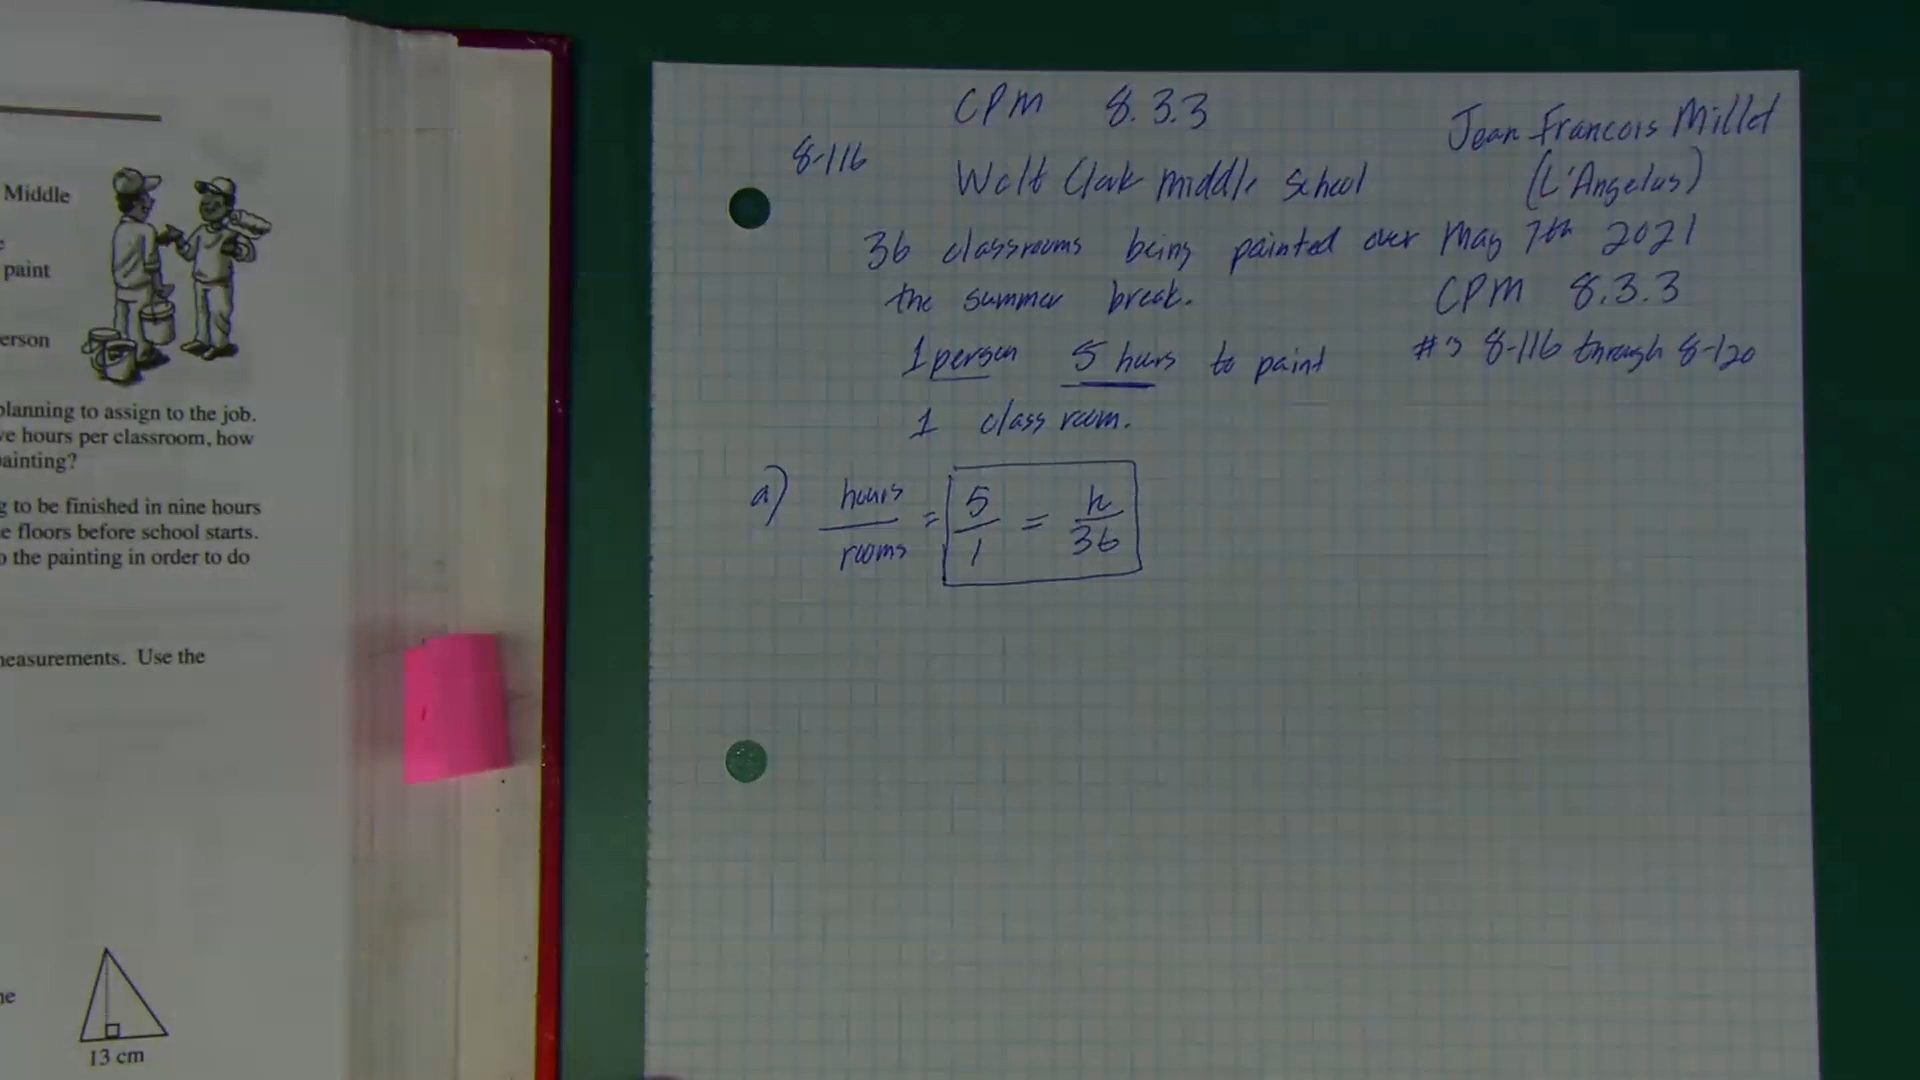 Middle
paint
erson
planning to assign to the job.
ve hours per classroom, how
ainting?
g to be finished in nine hours
e floors before school starts.
o the painting in order to do
neasurements. Use the
13 cm
CPM 8.3.3
8-116
Walt Clark Middle School
36 classrooms being painted over
the summer break.
1 person 5 hours to paint
1 class room.
a) hours / rooms = 5/1 = h/36
Jean Francois Millet
(L'Angelus)
May 7th 2021
CPM 8.3.3
#'s 8-116 through 8-120